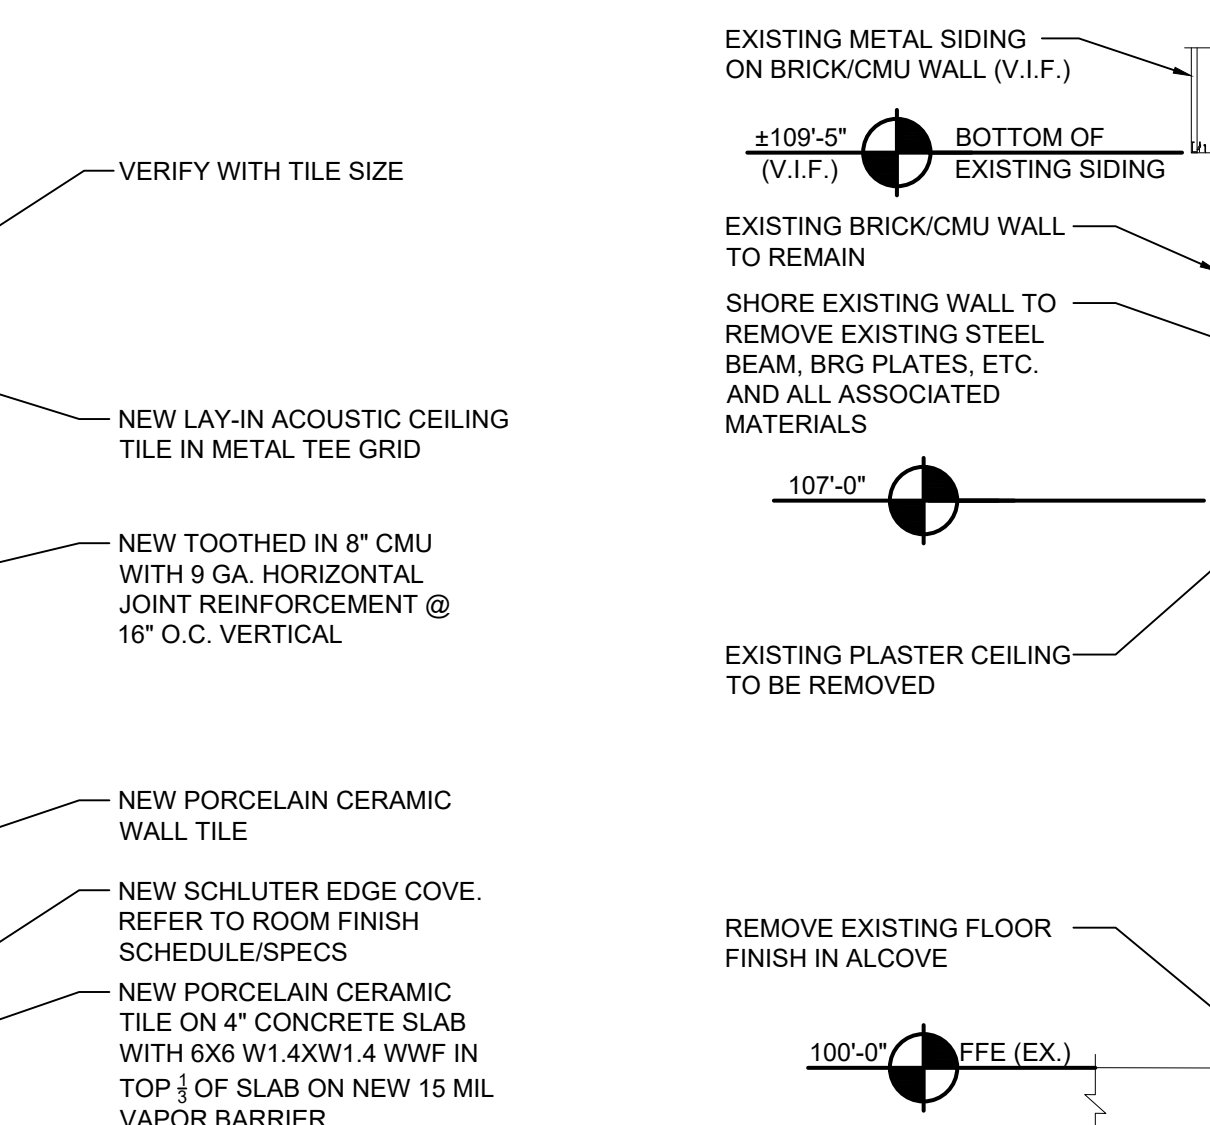 VERIFY WITH TILE SIZE
NEW LAY-IN ACOUSTIC CEILING
TILE IN METAL TEE GRID
NEW TOOTHED IN 8" CMU
WITH 9 GA. HORIZONTAL
JOINT REINFORCEMENT @
16" O.C. VERTICAL
NEW PORCELAIN CERAMIC
WALL TILE
NEW SCHLUTER EDGE COVE.
REFER TO ROOM FINISH
SCHEDULE/SPECS
NEW PORCELAIN CERAMIC
TILE ON 4" CONCRETE SLAB
WITH 6X6 W1.4XW1.4 WWF IN
TOP 1/3 OF SLAB ON NEW 15 MIL
VAPOR BARRIER
EXISTING METAL SIDING
ON BRICK/CMU WALL (V.I.F.)
±109'-5" BOTTOM OF
(V.I.F.) EXISTING SIDING
EXISTING BRICK/CMU WALL
TO REMAIN
SHORE EXISTING WALL TO
REMOVE EXISTING STEEL
BEAM, BRG PLATES, ETC.
AND ALL ASSOCIATED
MATERIALS
107'-0"
EXISTING PLASTER CEILING
TO BE REMOVED
REMOVE EXISTING FLOOR
FINISH IN ALCOVE
100'-0" FFE (EX.)